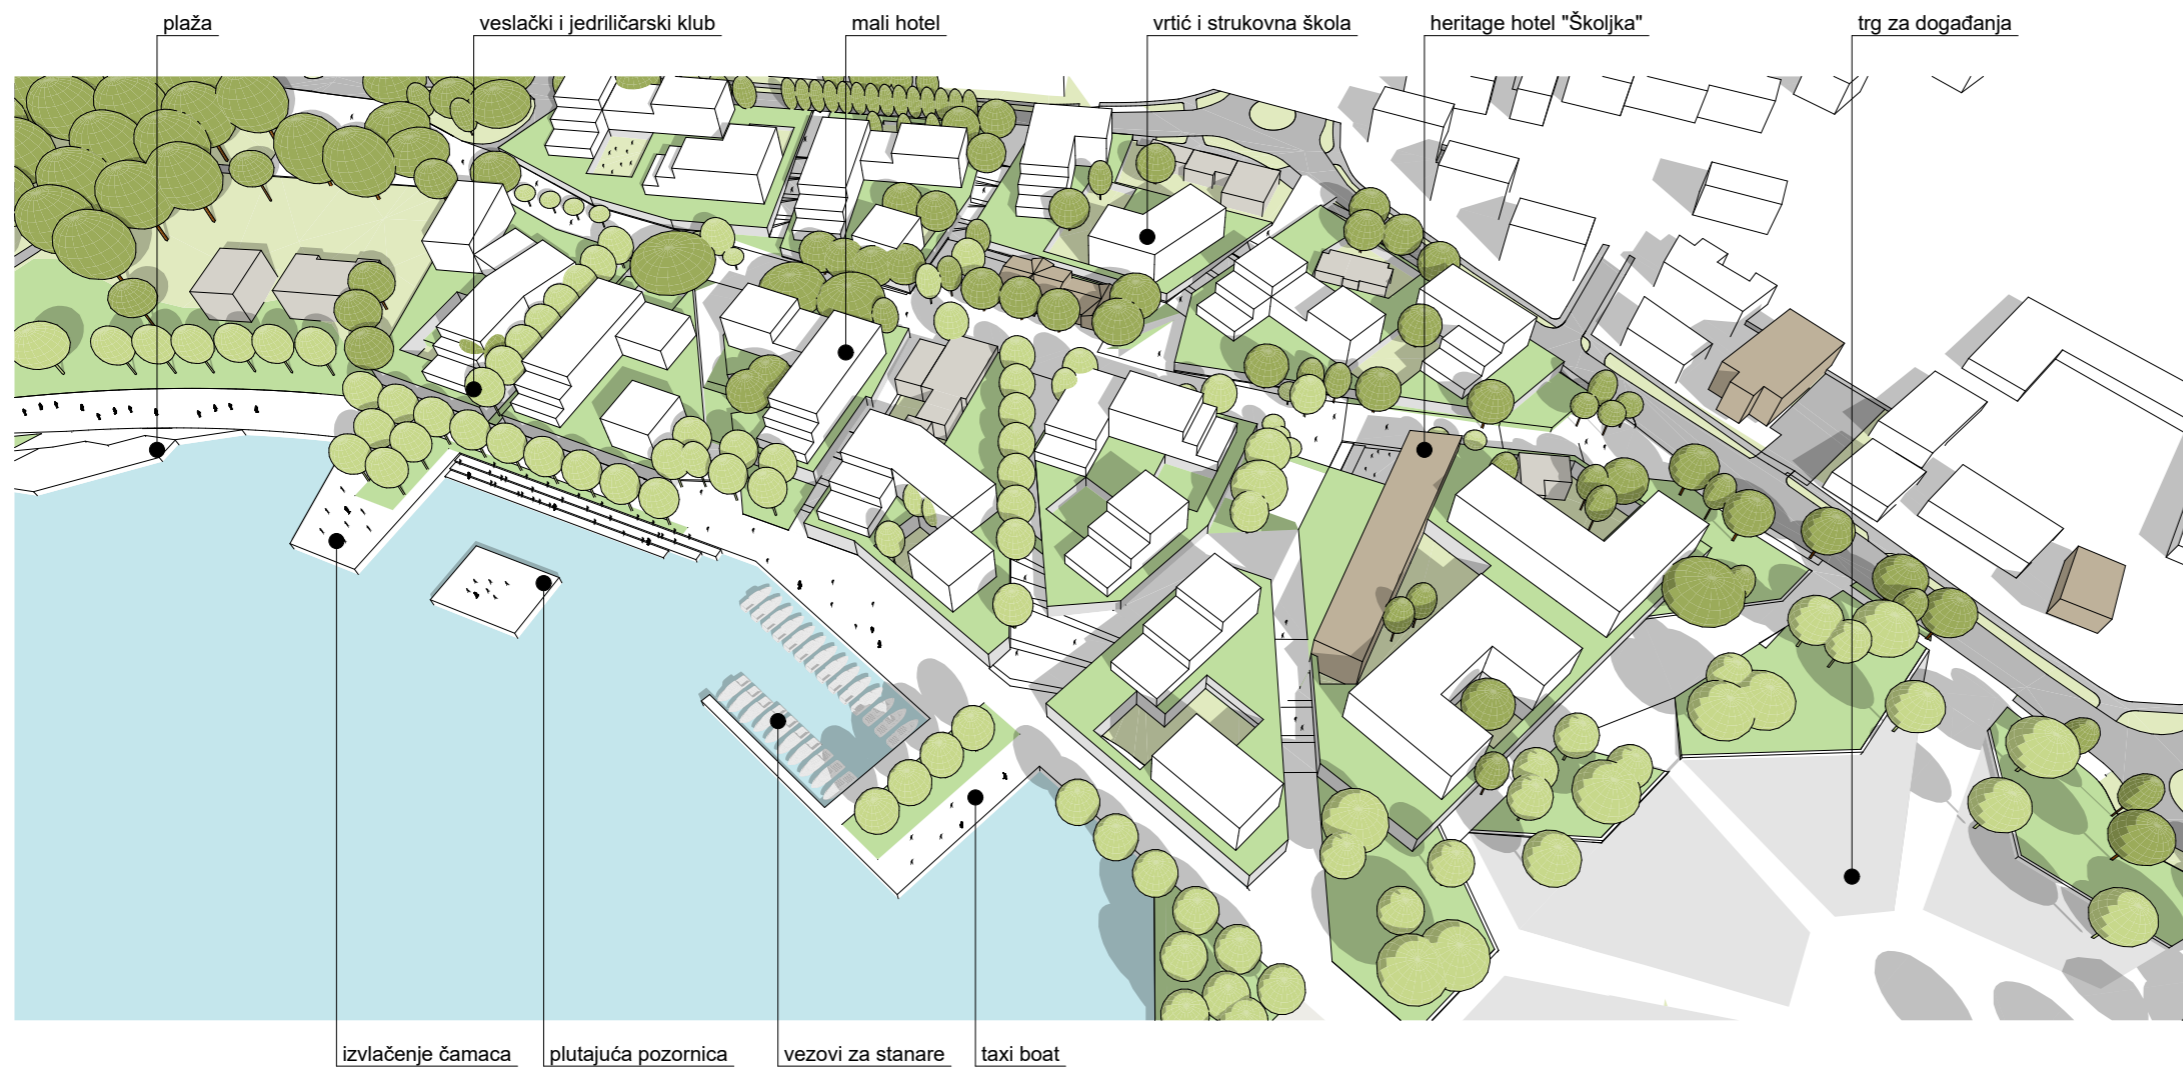 plaža
veslački i jedriličarski klub
mali hotel
vrtić i strukovna škola
heritage hotel "Školjka"
trg za događanja
izvlačenje čamaca
plutajuća pozornica
vezovi za stanare
taxi boat